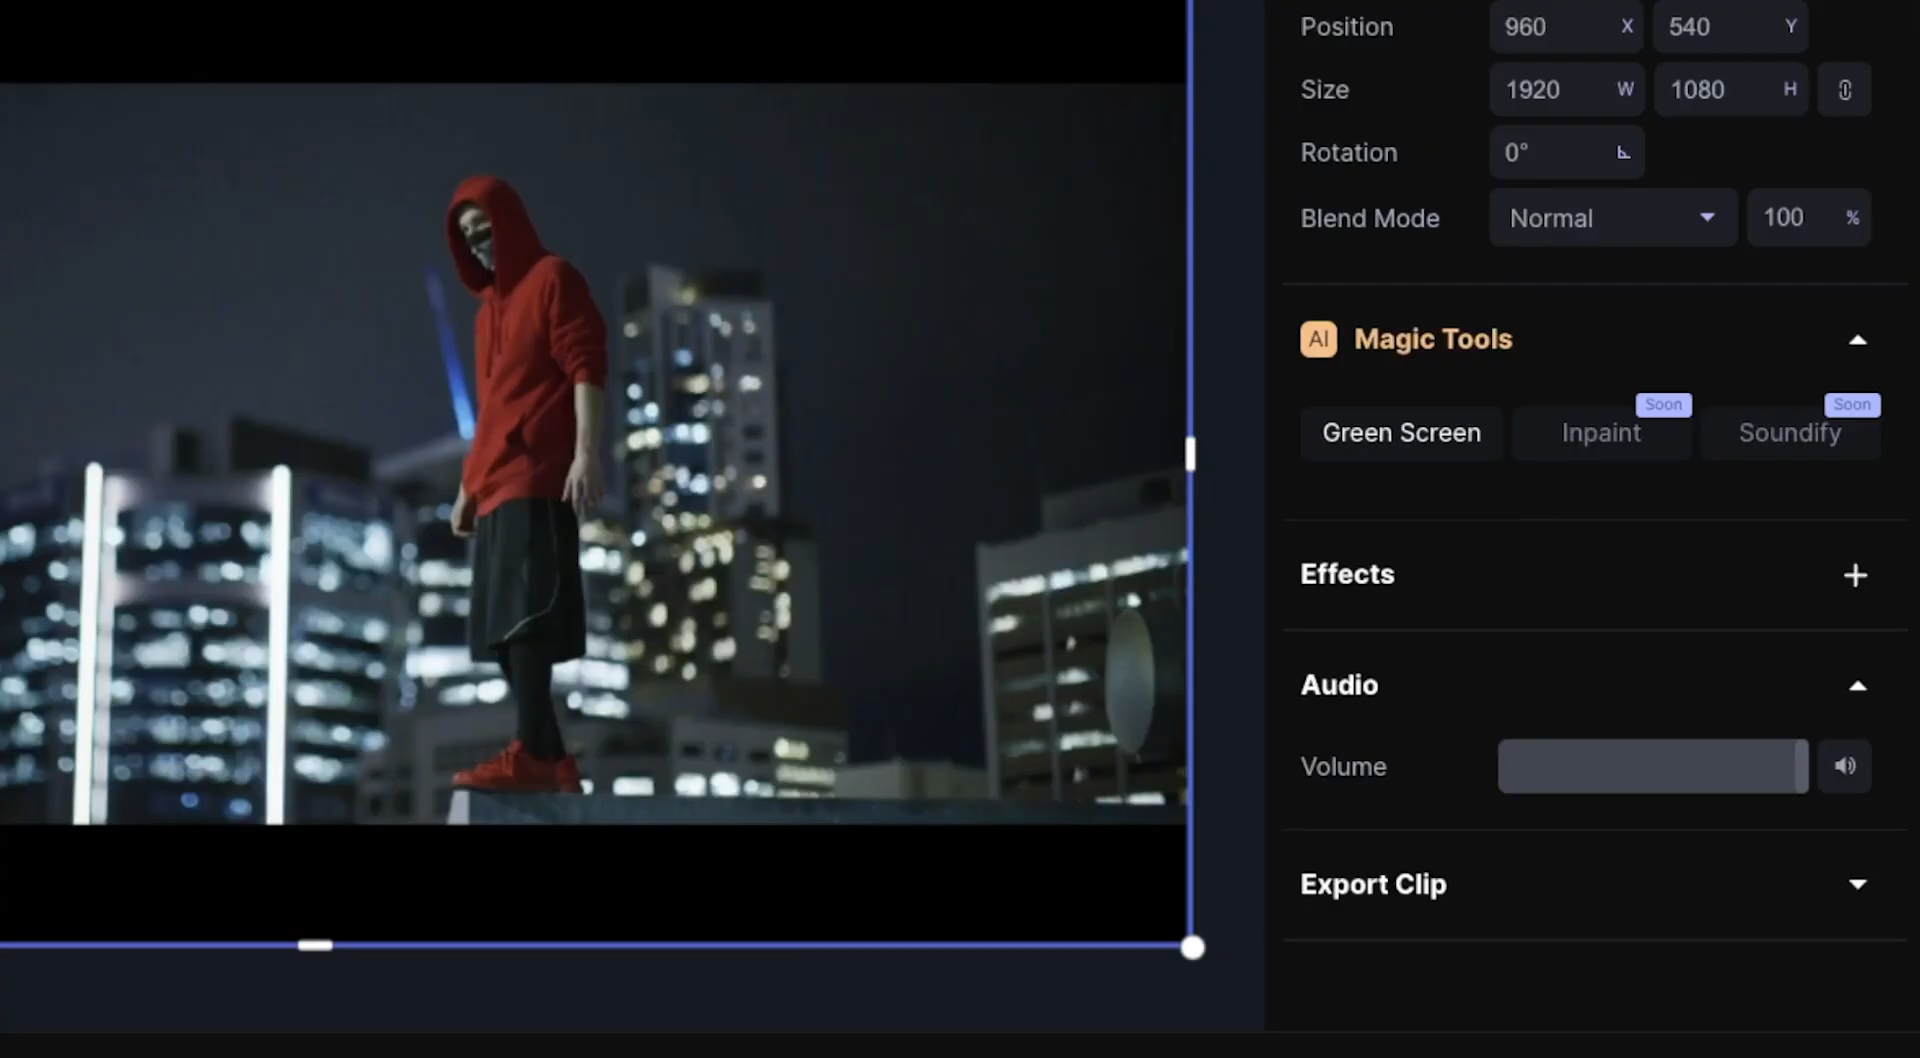 Position 960 X 540 Y
Size 1920 W 1080 H
Rotation 0°
Blend Mode Normal 100 %
AI Magic Tools
Soon Soon
Green Screen Inpaint Soundify
Effects
Audio
Volume
Export Clip